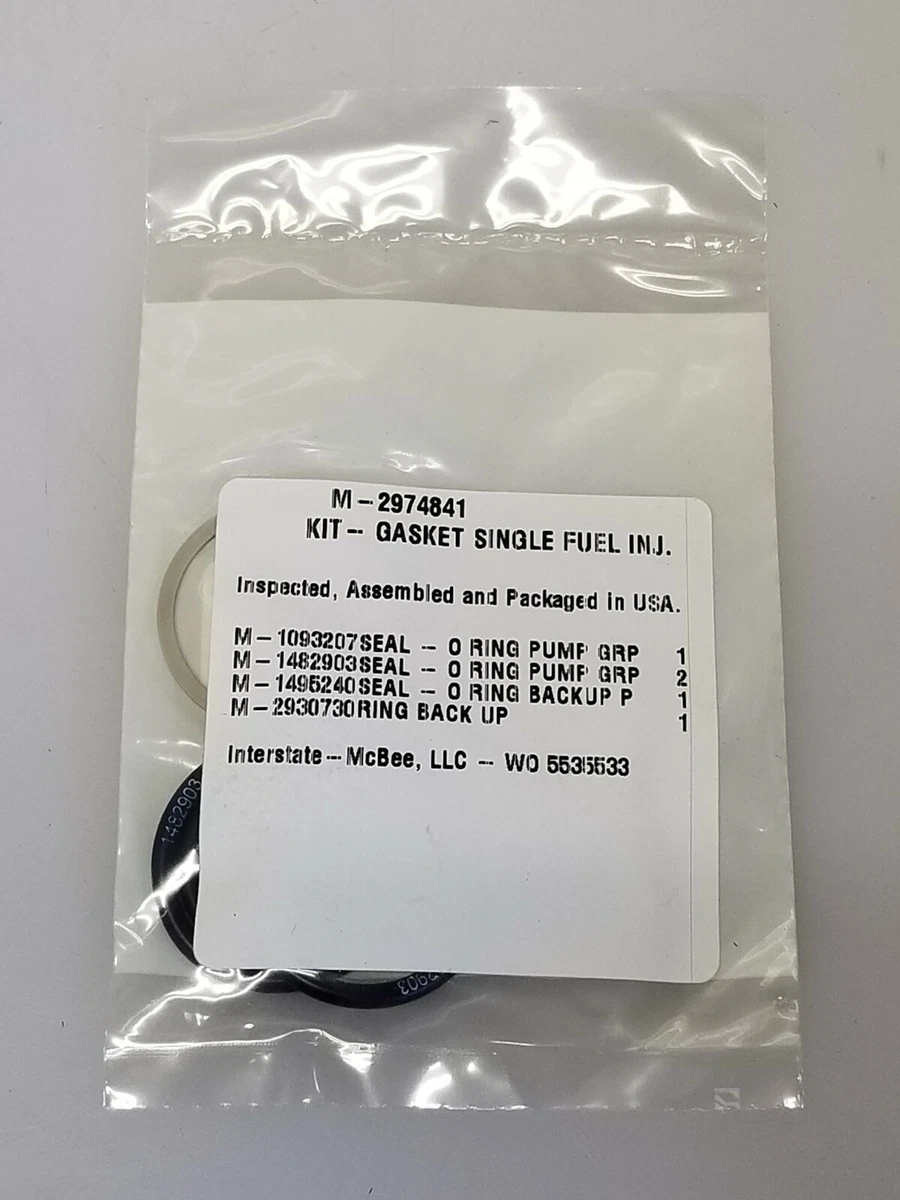 M-2974841
KIT- GASKET SINGLE FUEL INJ.
Inspected, Assembled and Packaged in USA.
M-1093207SEAL - O RING PUMP GRP 1
M-1482903SEAL - O RING PUMP GRP 2
M-1495240SEAL - O RING BACKUP P 1
M-2930730RING BACK UP 1
Interstate-McBee, LLC - WO 5535533
1482903